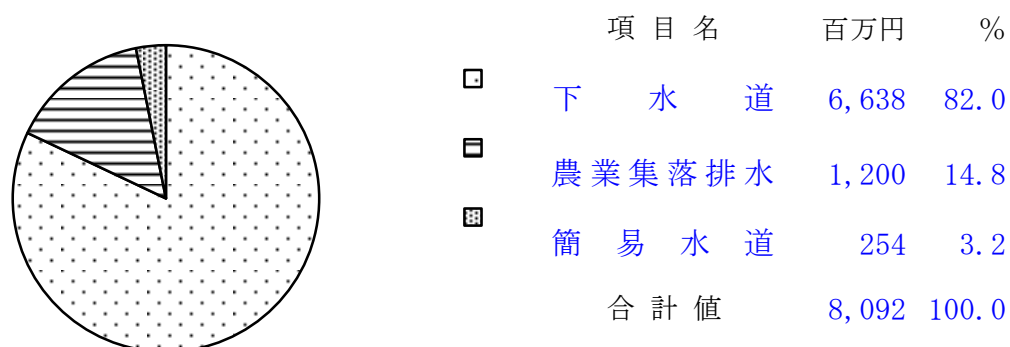 項目名 百万円 %
下水道 6,638 82.0
農業集落排水 1,200 14.8
簡易水道 254 3.2
合計値 8,092 100.0